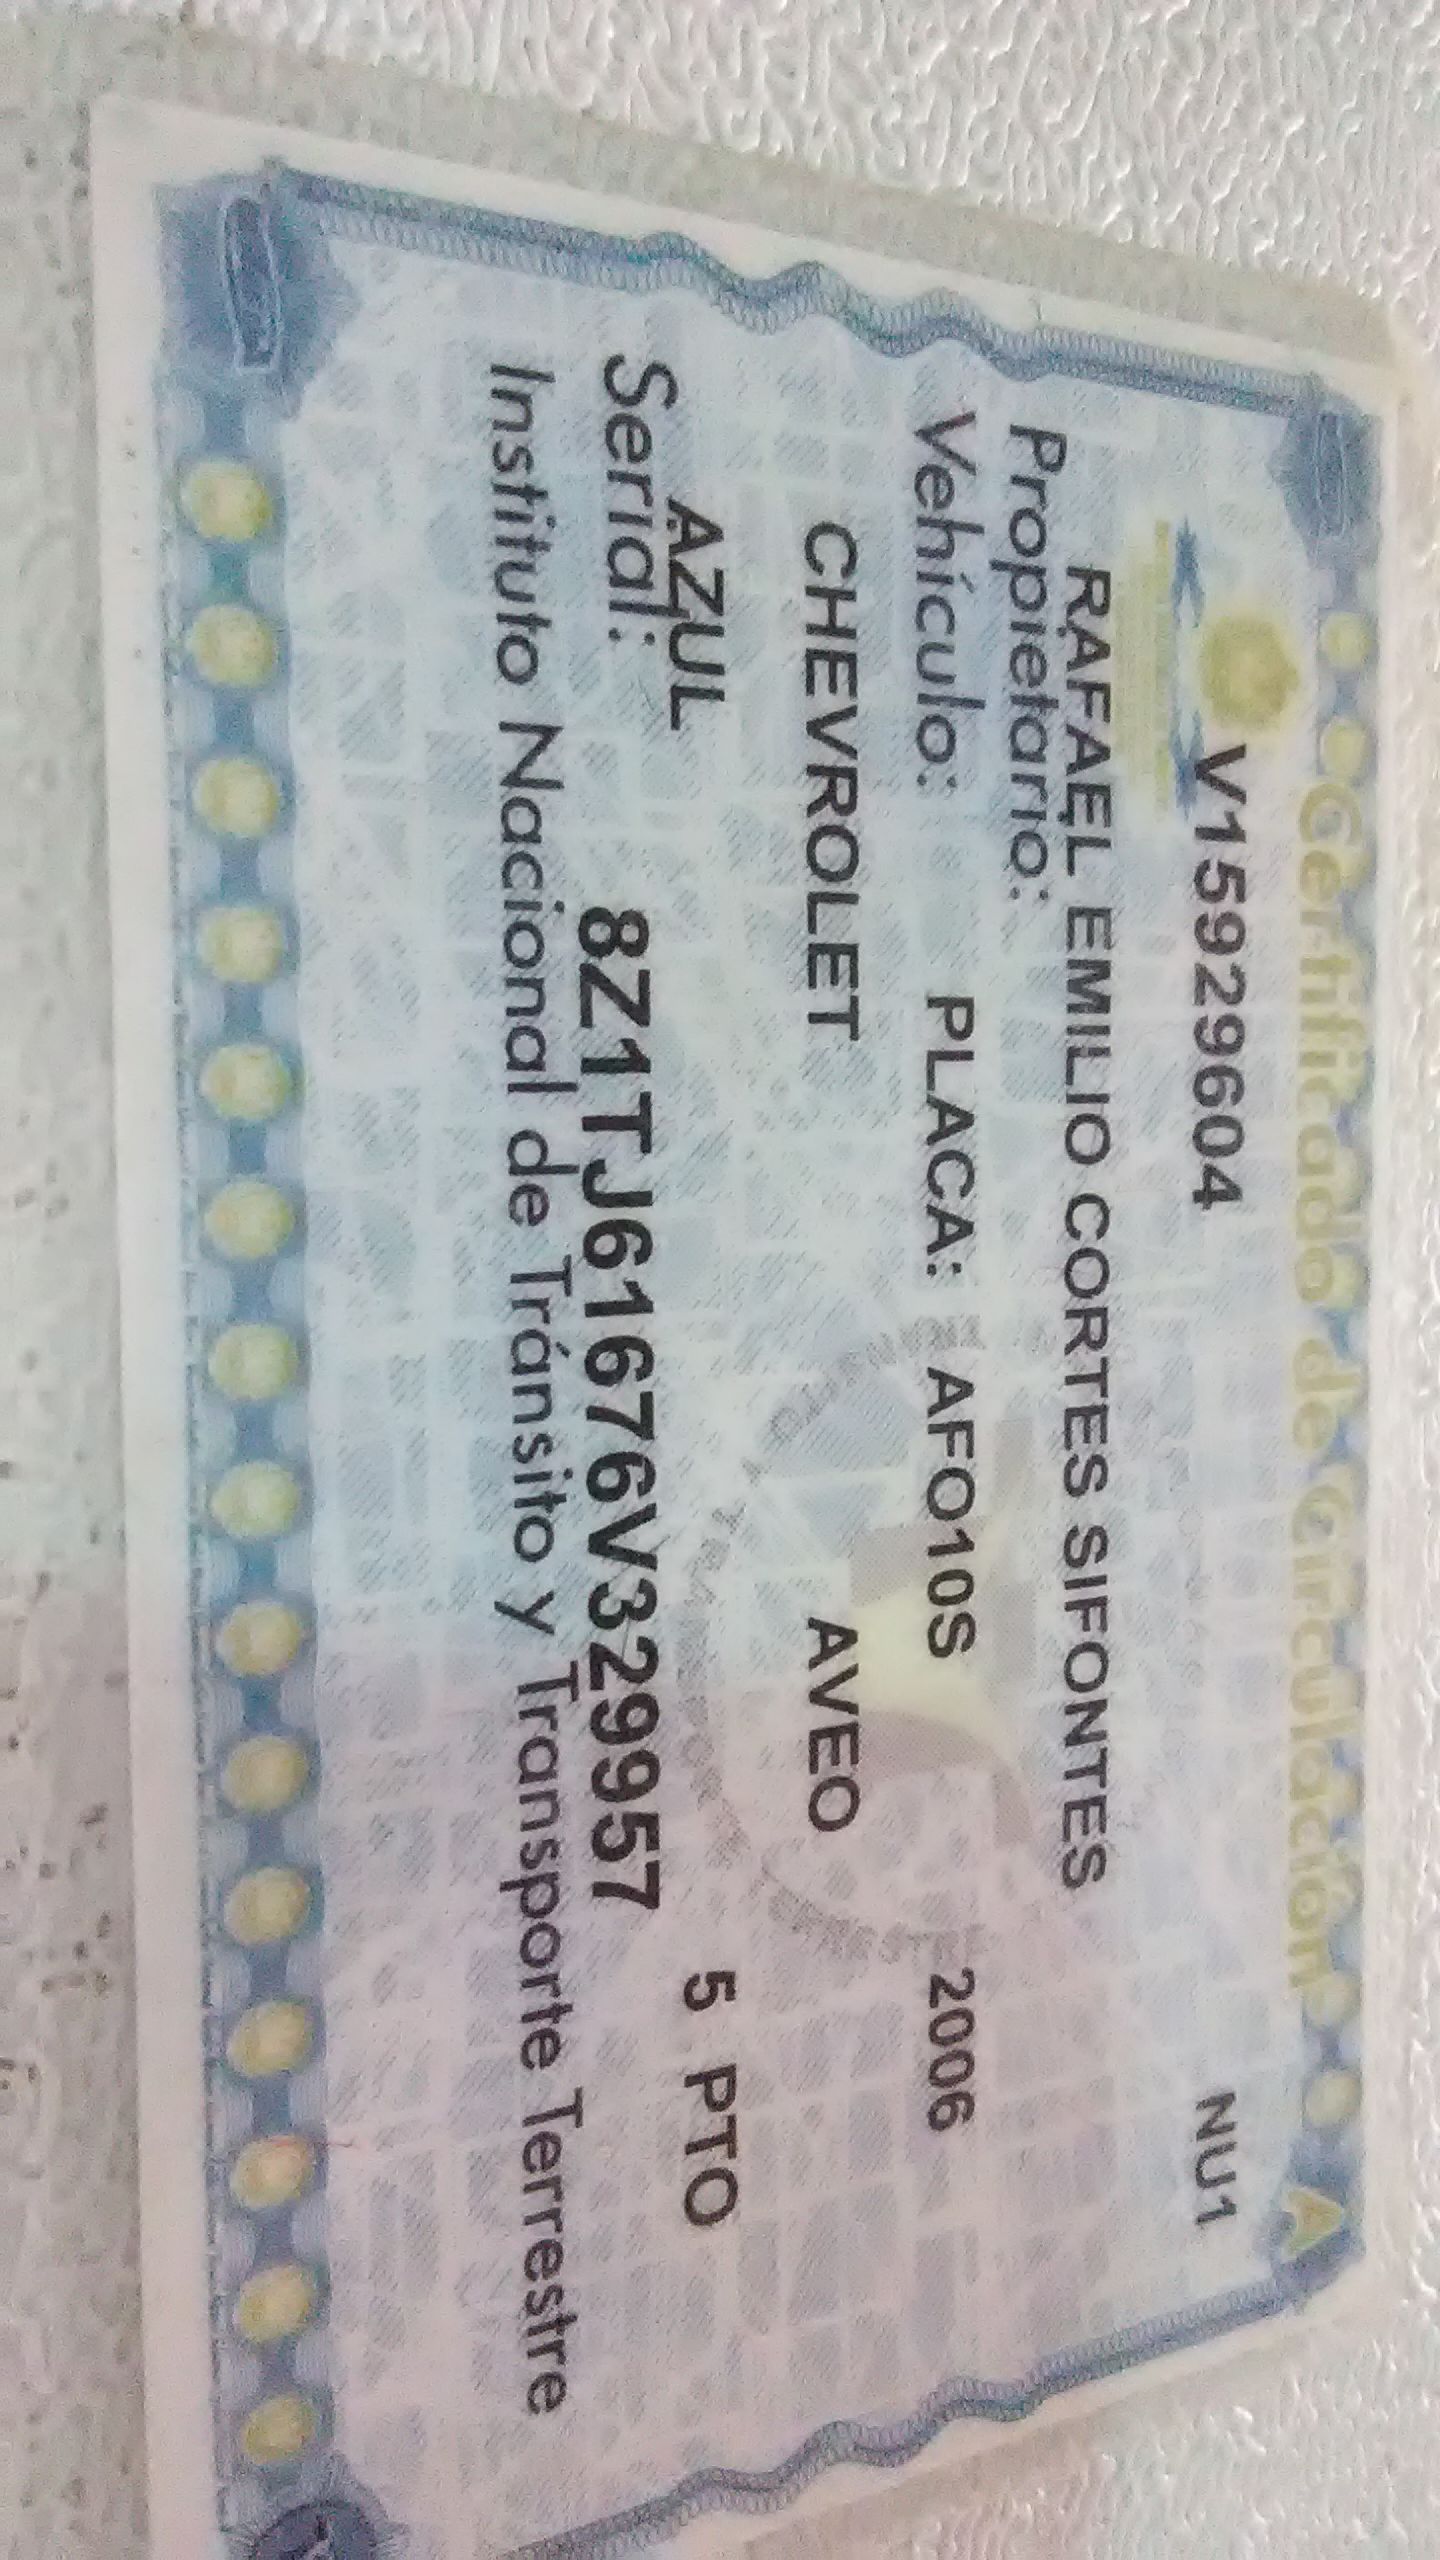 Certificado de Circulación A
V15929604 NU1
RAFAEL EMILIO CORTES SIFONTES
Propietario:
Vehículo: PLACA: AFO10S 2006
CHEVROLET AVEO
AZUL 5 PTO
Serial: 8Z1TJ61676V329957
Instituto Nacional de Tránsito y Transporte Terrestre